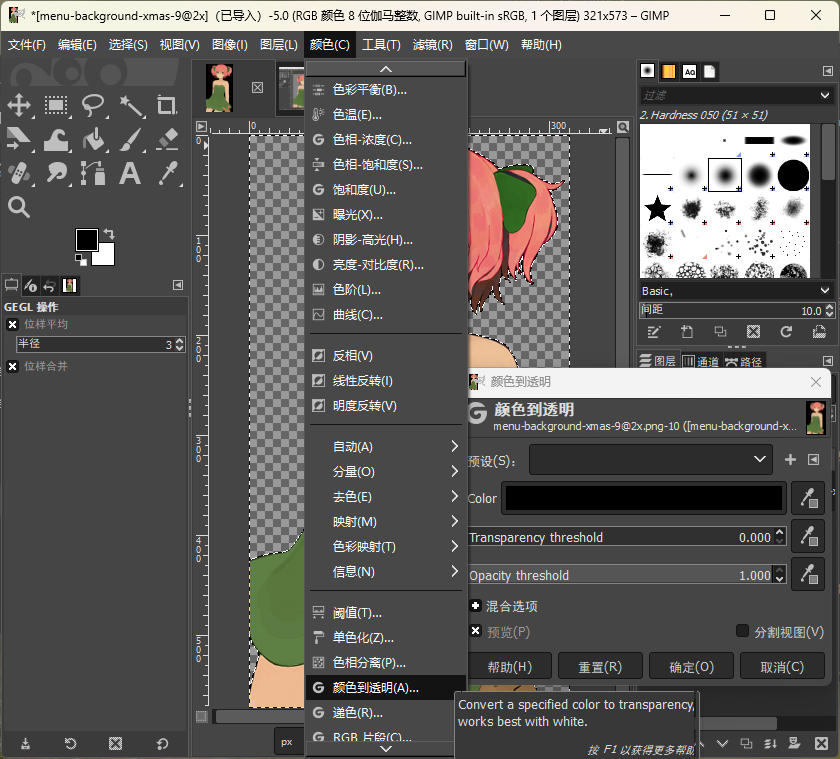 *[menu-background-xmas-9@2x]（已导入）-5.0 (RGB 颜色 8 位伽马整数, GIMP built-in sRGB, 1 个图层) 321x573 – GIMP
文件(F) 编辑(E) 选择(S) 视图(V) 图像(I) 图层(L) 颜色(C) 工具(T) 滤镜(R) 窗口(W) 帮助(H)
色彩平衡(B)...
色温(E)...
色相-浓度(C)...
色相-饱和度(S)...
饱和度(U)...
曝光(X)...
阴影-高光(H)...
亮度-对比度(R)...
色阶(L)...
曲线(C)...
反相(V)
线性反转(I)
明度反转(V)
自动(A)
分量(O)
去色(E)
映射(M)
色彩映射(T)
信息(N)
阈值(T)...
单色化(Z)...
色相分离(P)...
颜色到透明(A)...
递色(R)...
RGB 片段(C)...
GEGL 操作
位样平均
半径 3
位样合并
0
300
0
100
200
300
400
500
px
Aa
过滤
2. Hardness 050 (51 × 51)
Basic,
间距 10.0
图层 通道 路径
颜色到透明
颜色到透明
menu-background-xmas-9@2x.png-10 ([menu-background-x...
预设(S)：
Color
Transparency threshold 0.000
Opacity threshold 1.000
混合选项
预览(P) 分割视图(V)
帮助(H) 重置(R) 确定(O) 取消(C)
Convert a specified color to transparency,
works best with white.
按 F1 以获得更多帮助